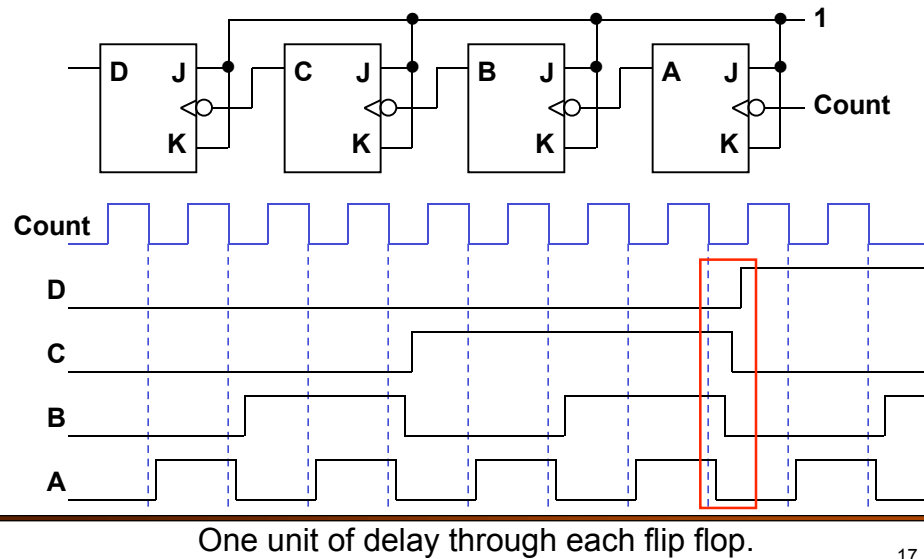 1
D J C J B J A J
Count
K K K K
Count
D
C
B
A
One unit of delay through each flip flop.
17